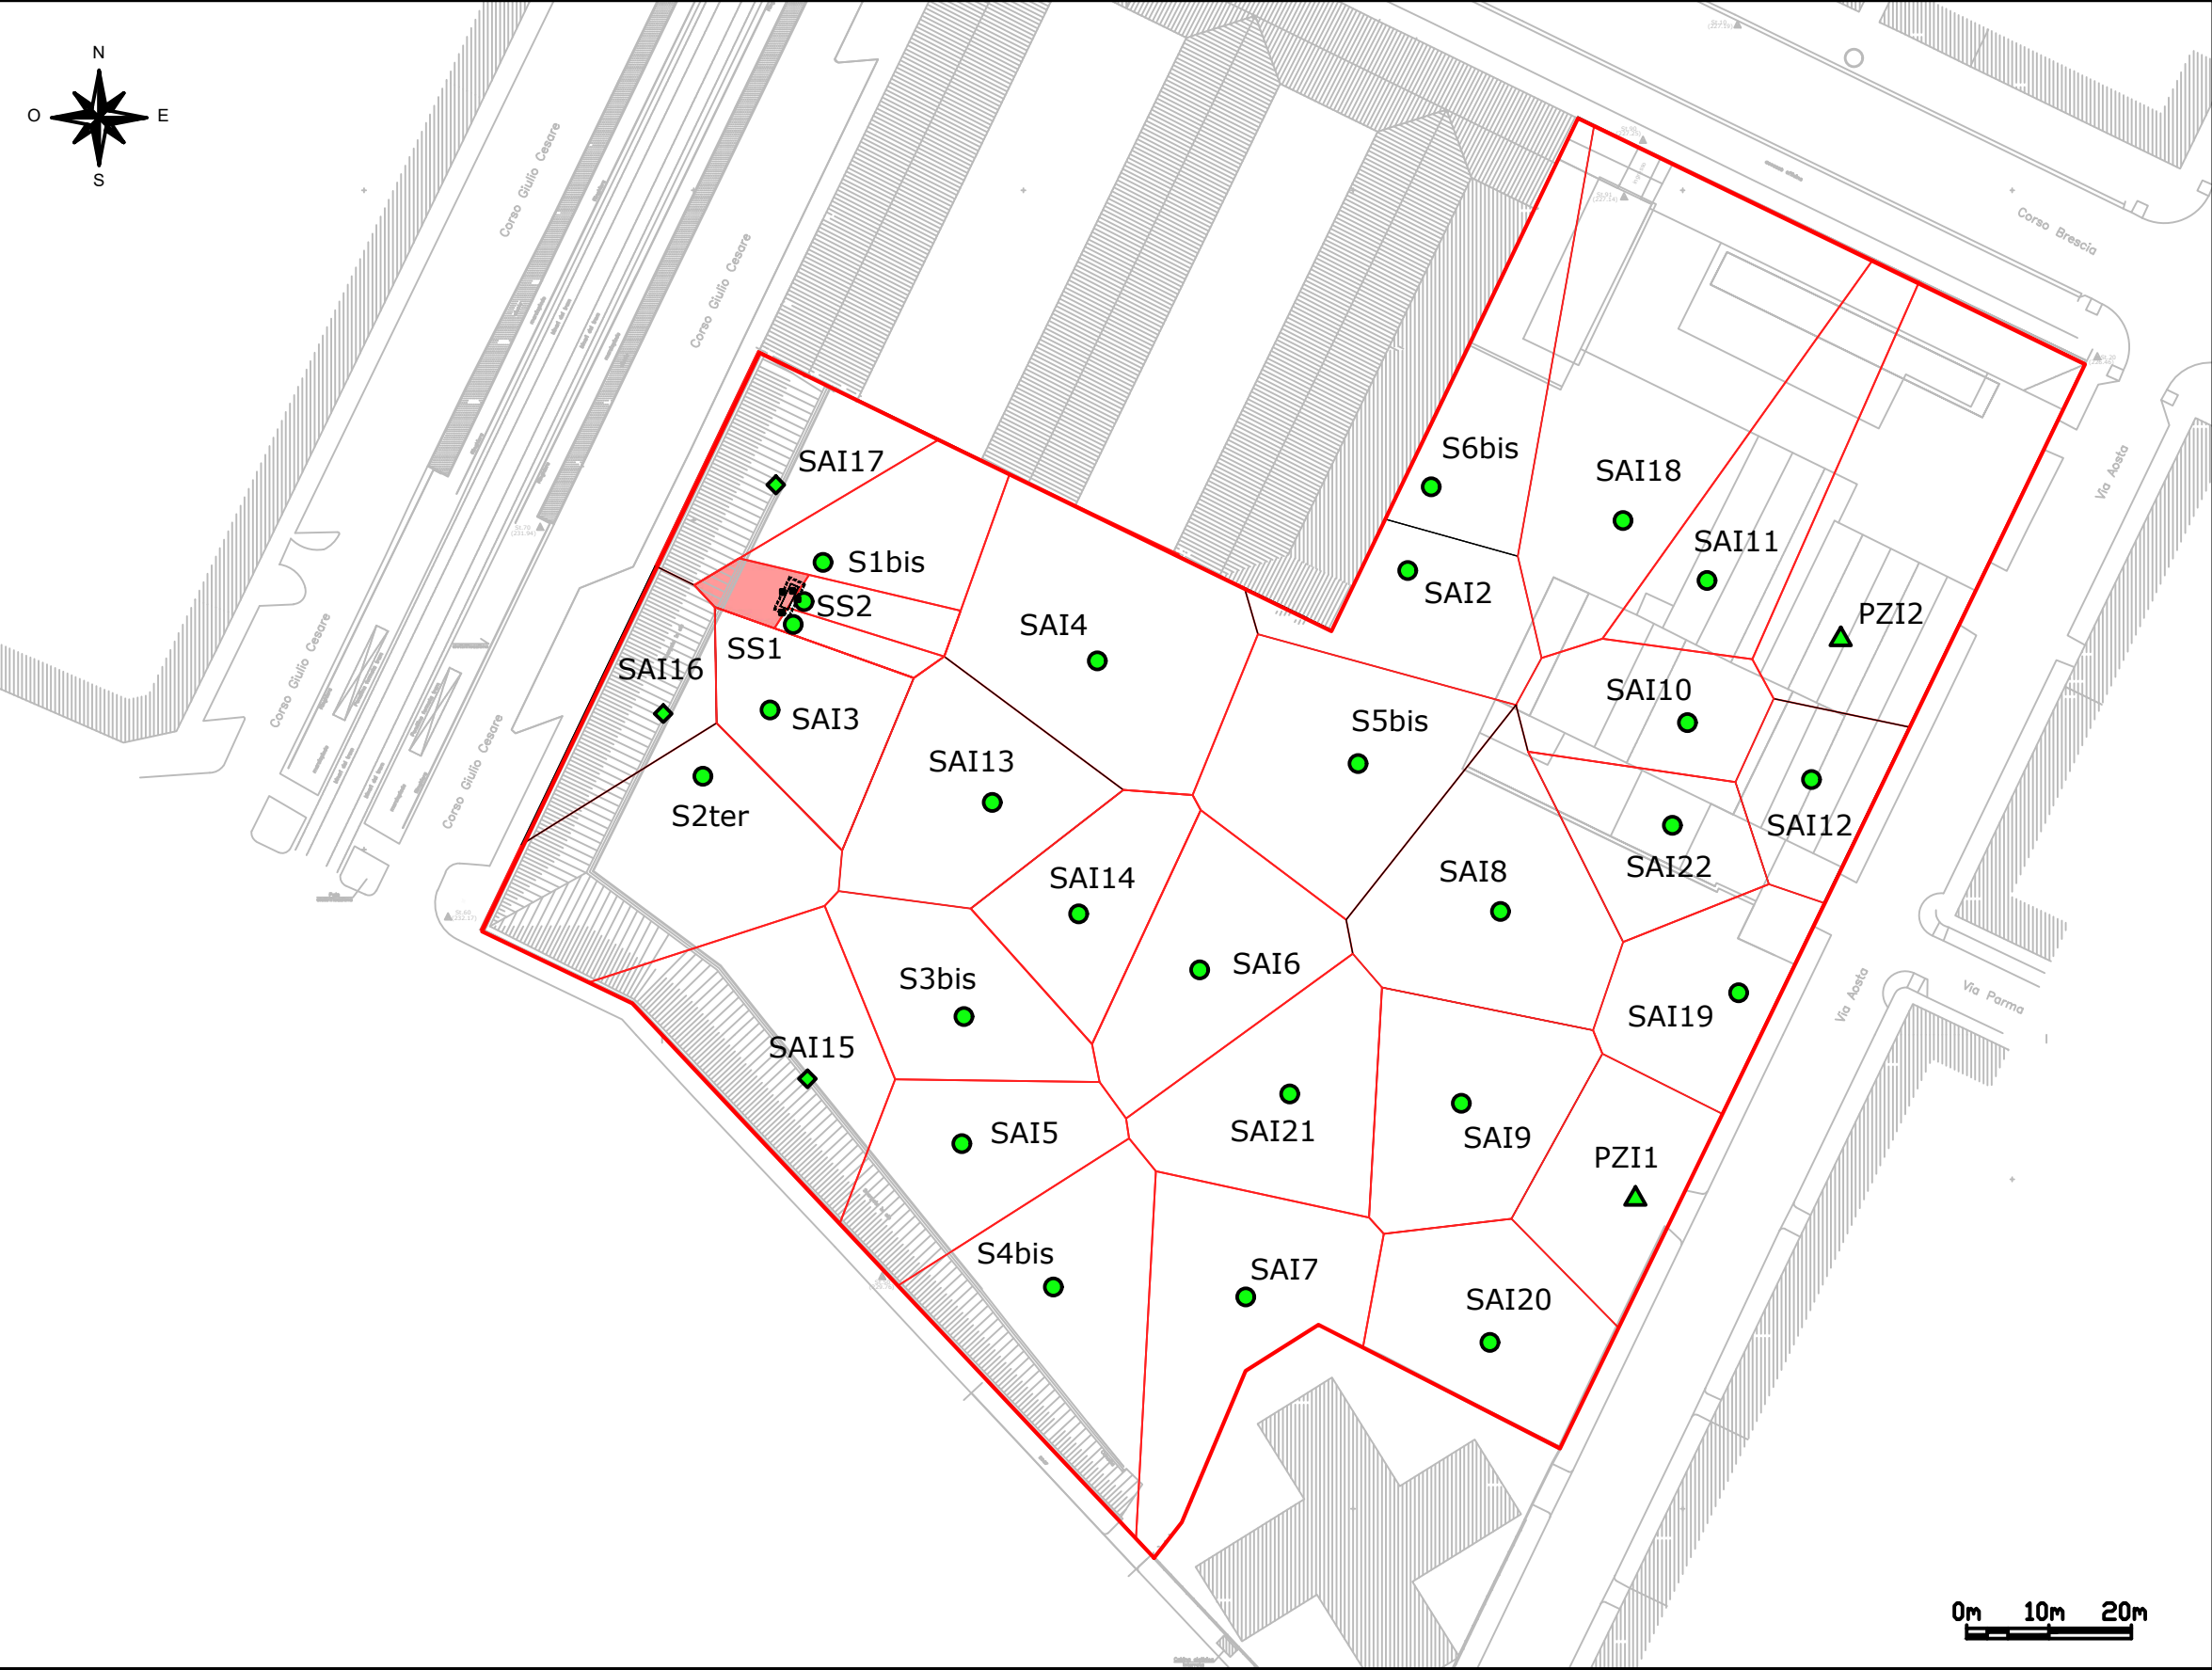 N
O
E
S
Corso Giulio Cesare
Corso Giulio Cesare
Corso Brescia
Via Aosta
SAI17
S6bis
SAI18
SAI11
S1bis
SS2
SAI2
PZI2
SAI4
SS1
SAI16
Corso Giulio Cesare
Corso Giulio Cesare
SAI10
SAI3
S5bis
SAI13
S2ter
SAI12
SAI22
SAI14
SAI8
S3bis
SAI6
SAI19
Via Aosta
Via Parma
SAI15
SAI5
SAI21
SAI9
PZI1
S4bis
SAI7
SAI20
0m 10m 20m